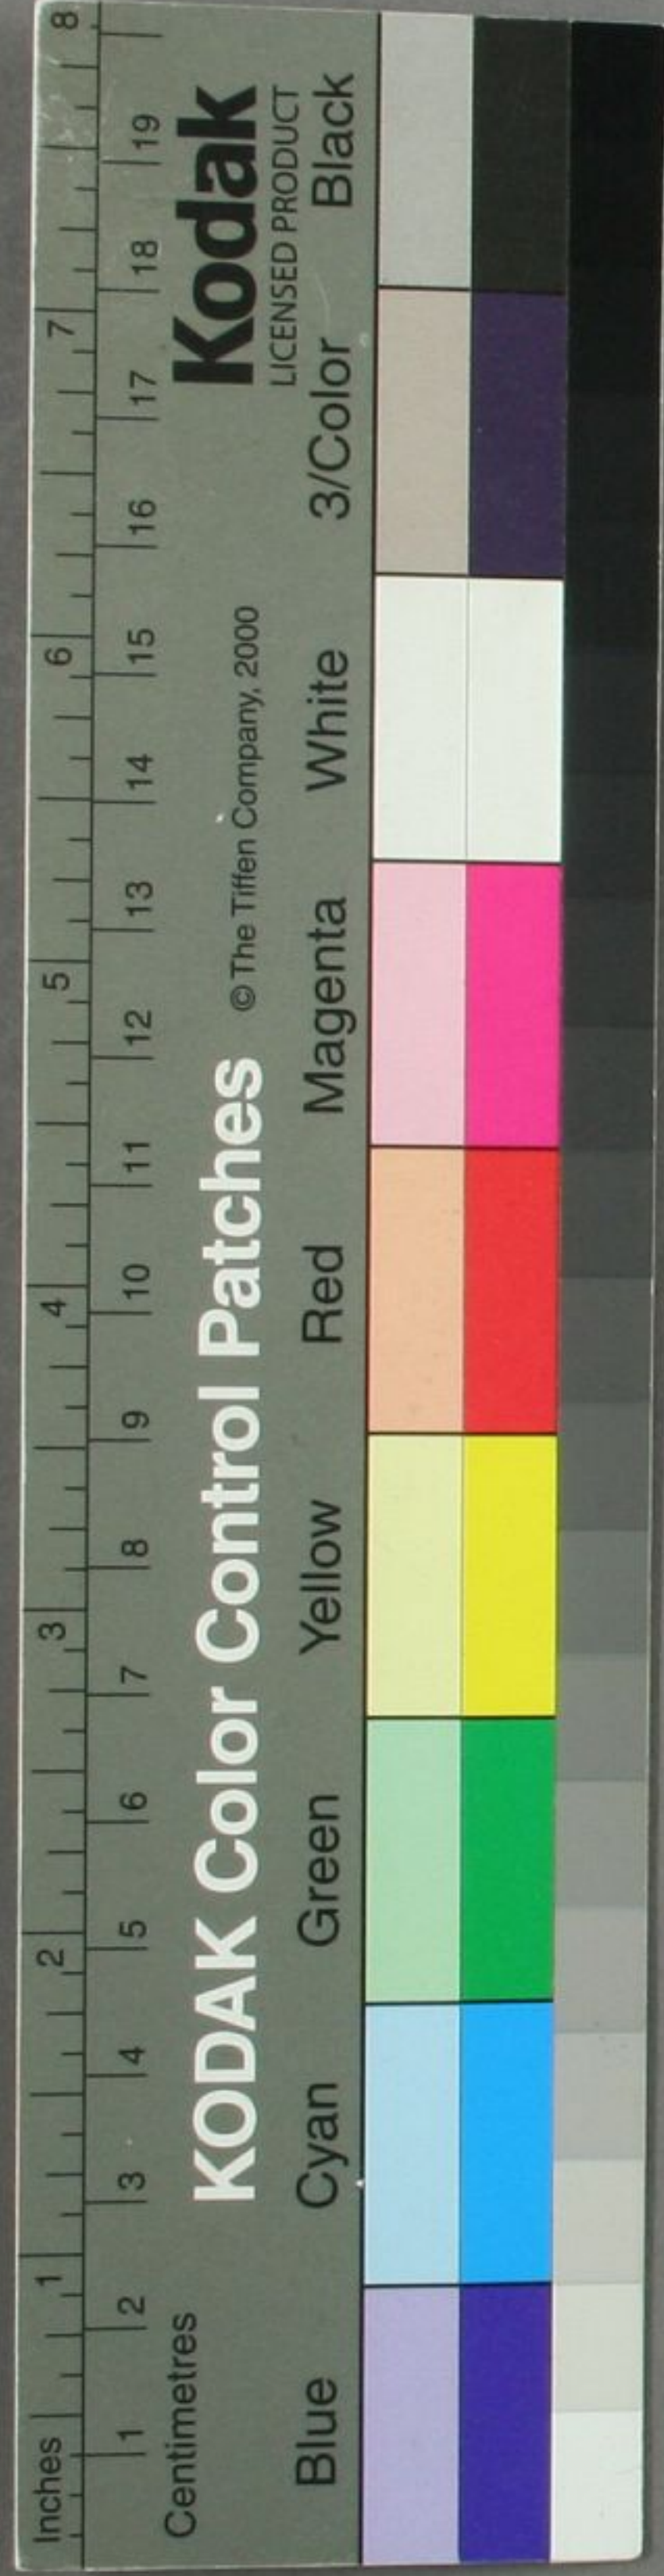 Inches 1 2 3 4 5 6 7 8
1 2 3 4 5 6 7 8 9 10 11 12 13 14 15 16 17 18 19
Centimetres
KODAK Color Control Patches © The Tiffen Company, 2000
Kodak
LICENSED PRODUCT
Blue Cyan Green Yellow Red Magenta White 3/Color Black